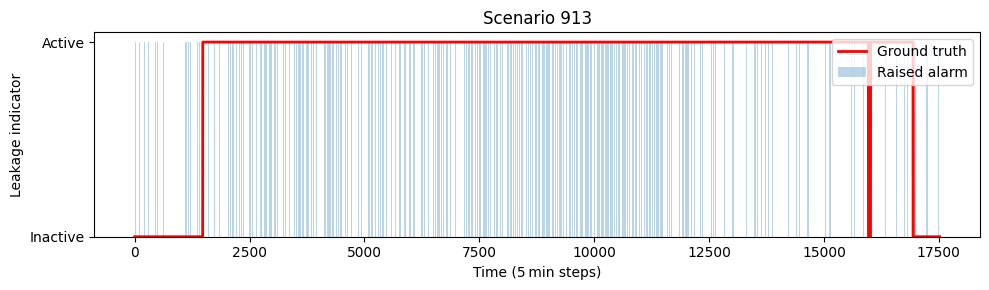 Scenario 913
Active
Inactive
Leakage indicator
Ground truth
Raised alarm
0
2500
5000
7500
10000
12500
15000
17500
Time (5 min steps)